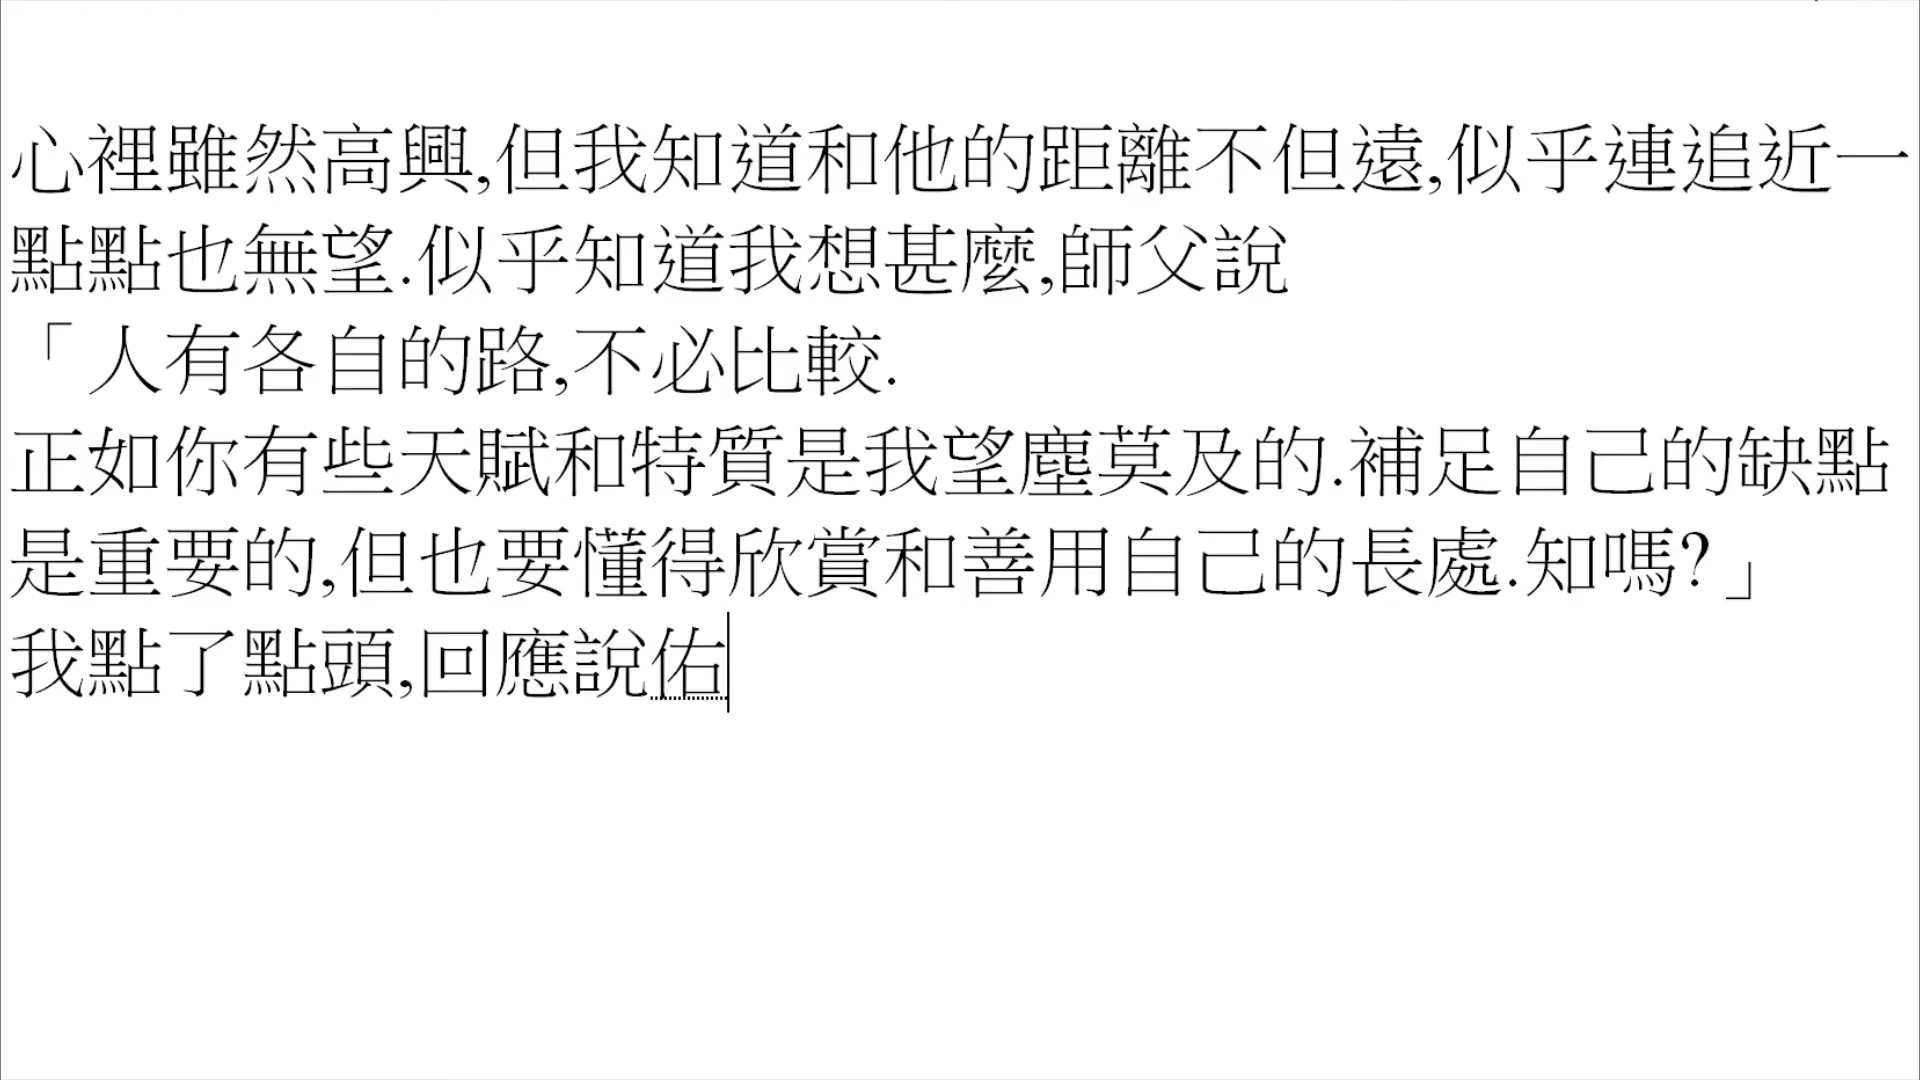 心裡雖然高興,但我知道和他的距離不但遠,似乎連追近一
點點也無望.似乎知道我想甚麼,師父說
「人有各自的路,不必比較.
正如你有些天賦和特質是我望塵莫及的.補足自己的缺點
是重要的,但也要懂得欣賞和善用自己的長處.知嗎?」
我點了點頭,回應說佑